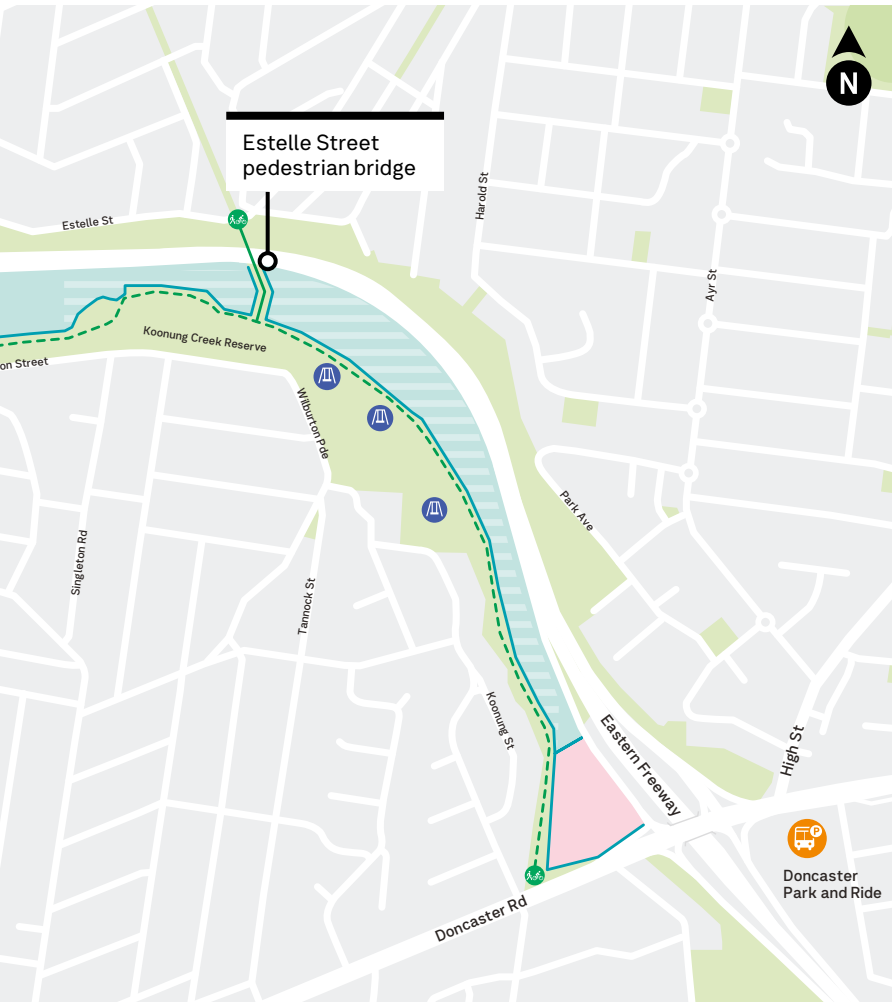 N
Estelle Street
pedestrian bridge
Estelle St
Harold St
Ayr St
Koonung Creek Reserve
on Street
Wilburton Pde
Park Ave
Singleton Rd
Tannock St
Koonung St
Eastern Freeway
High St
P
Doncaster
Park and Ride
Doncaster Rd